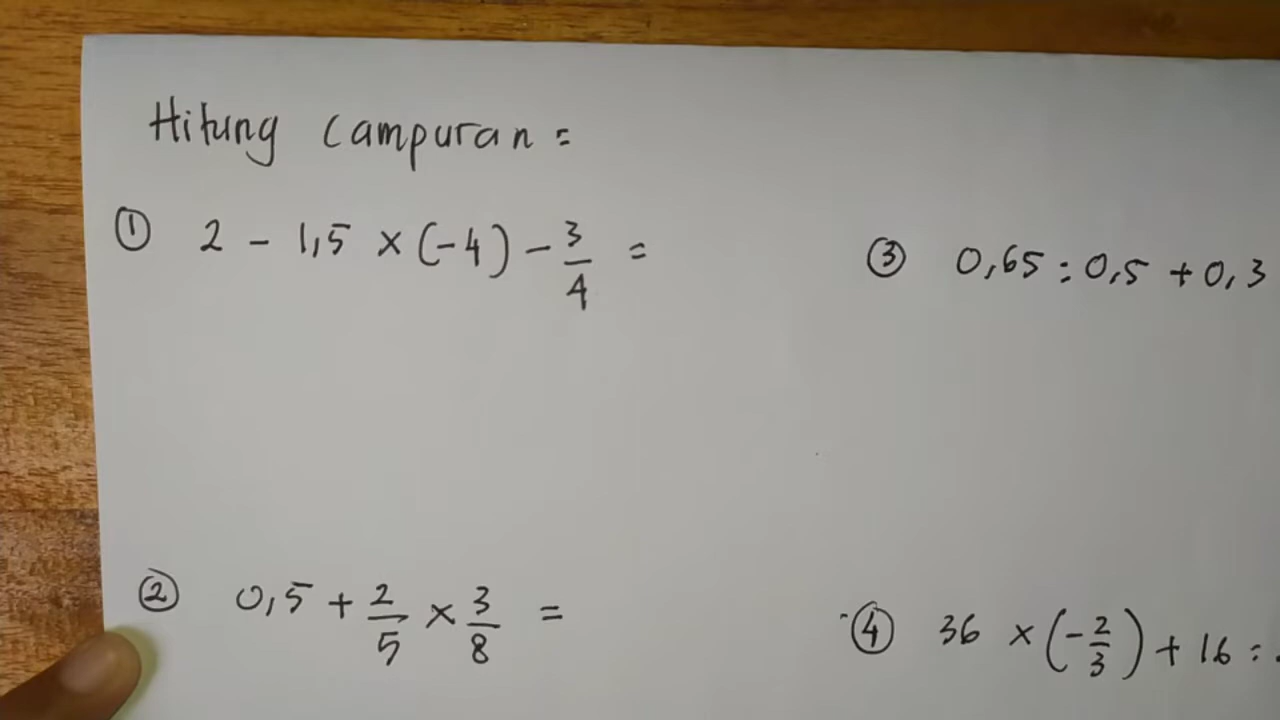 Hitung Campuran =
① 2 - 1,5 × (-4) - 3/4 =
② 0,5 + 2/5 × 3/8 =
③ 0,65 : 0,5 + 0,3
④ 36 × (-2/3) + 16 :